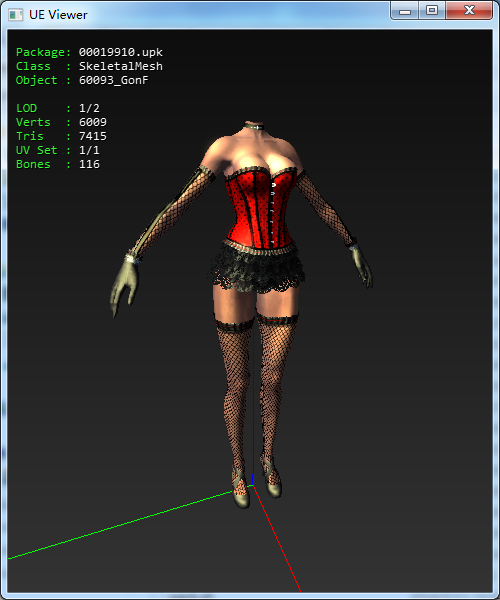 UE Viewer
Package: 00019910.upk
Class : SkeletalMesh
Object : 60093_GonF
LOD : 1/2
Verts : 6009
Tris : 7415
UV Set : 1/1
Bones : 116